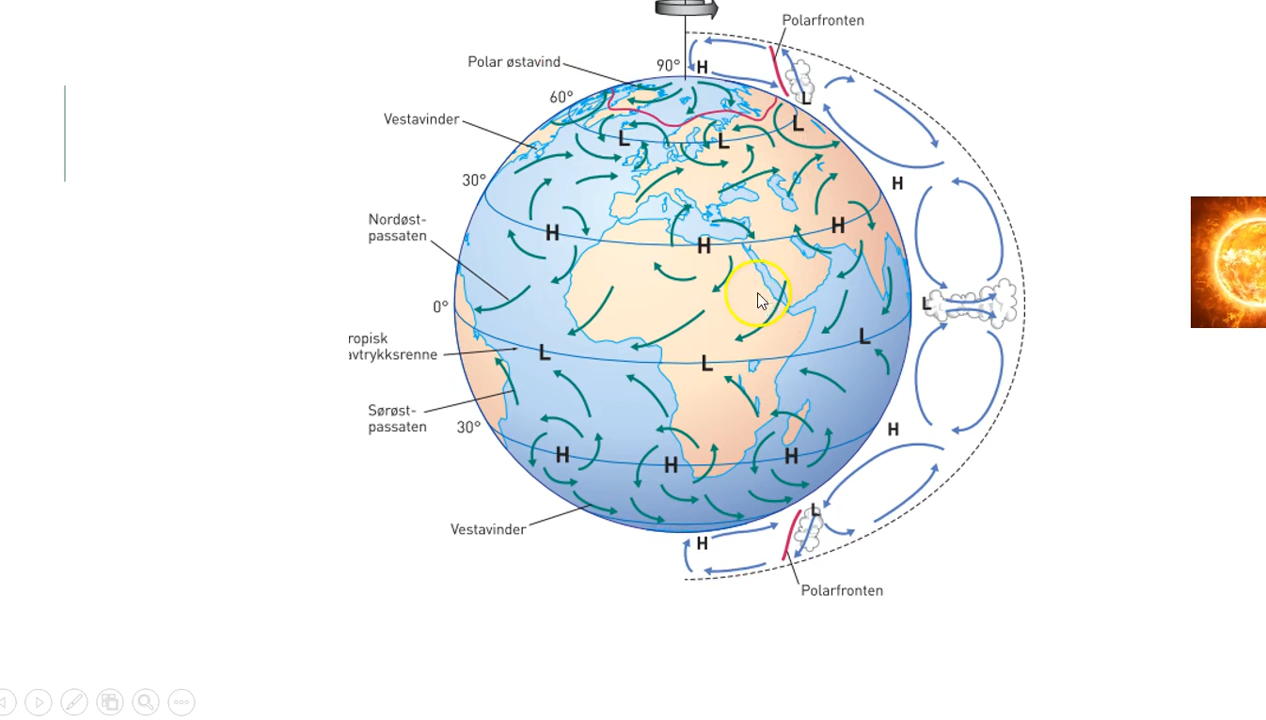 Polarfronten
Polar østavind
90°
H
60°
L
Vestavinder
L
L
L
30°
H
Nordøst-
passaten
H
H
H
0°
L
ropisk
avtrykksrenne
L
L
L
Sørøst-
passaten
30°
H
H
H
H
Vestavinder
L
H
Polarfronten